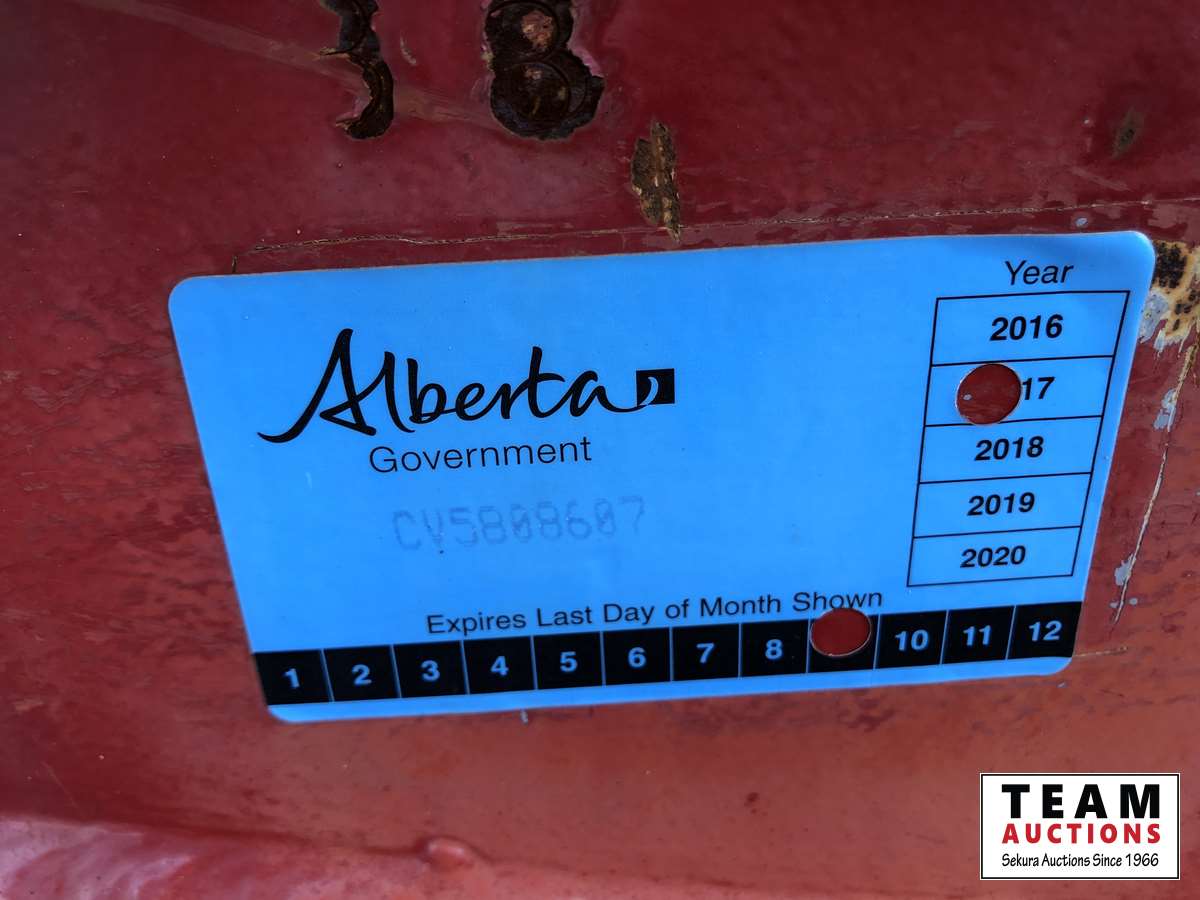 Alberta
Government
CV5808607
Year
2016
17
2018
2019
2020
Expires Last Day of Month Shown
1 2 3 4 5 6 7 8 10 11 12
TEAM
AUCTIONS
Sekura Auctions Since 1966